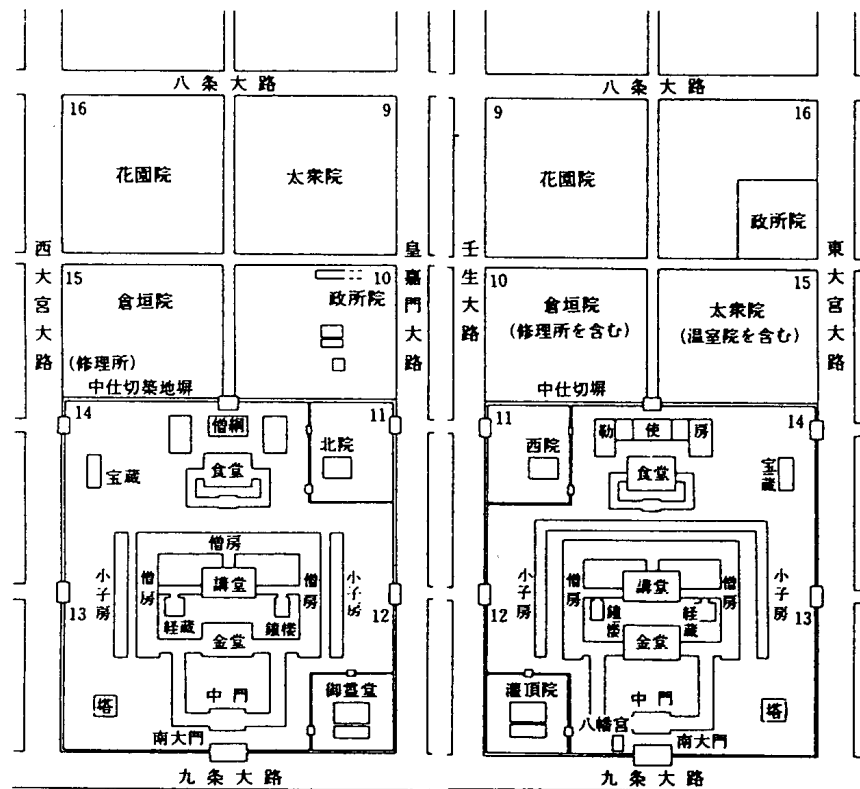 八条大路
16
9
花園院
太衆院
西大宮大路
皇嘉門大路
15
倉垣院
(修理所)
10
政所院
中仕切築地塀
14
僧綱
11
北院
食堂
宝蔵
僧房
小子房
僧房
講堂
僧房
小子房
13
経蔵
鐘楼
12
金堂
中門
御霊堂
塔
南大門
九条大路
八条大路
9
16
花園院
政所院
壬生大路
東大宮大路
10
倉垣院
(修理所を含む)
15
太衆院
(温室院を含む)
中仕切塀
11
勅使房
14
西院
食堂
宝蔵
小子房
僧房
講堂
僧房
小子房
12
鐘楼
経蔵
13
金堂
灌頂院
中門
八幡宮
塔
南大門
九条大路